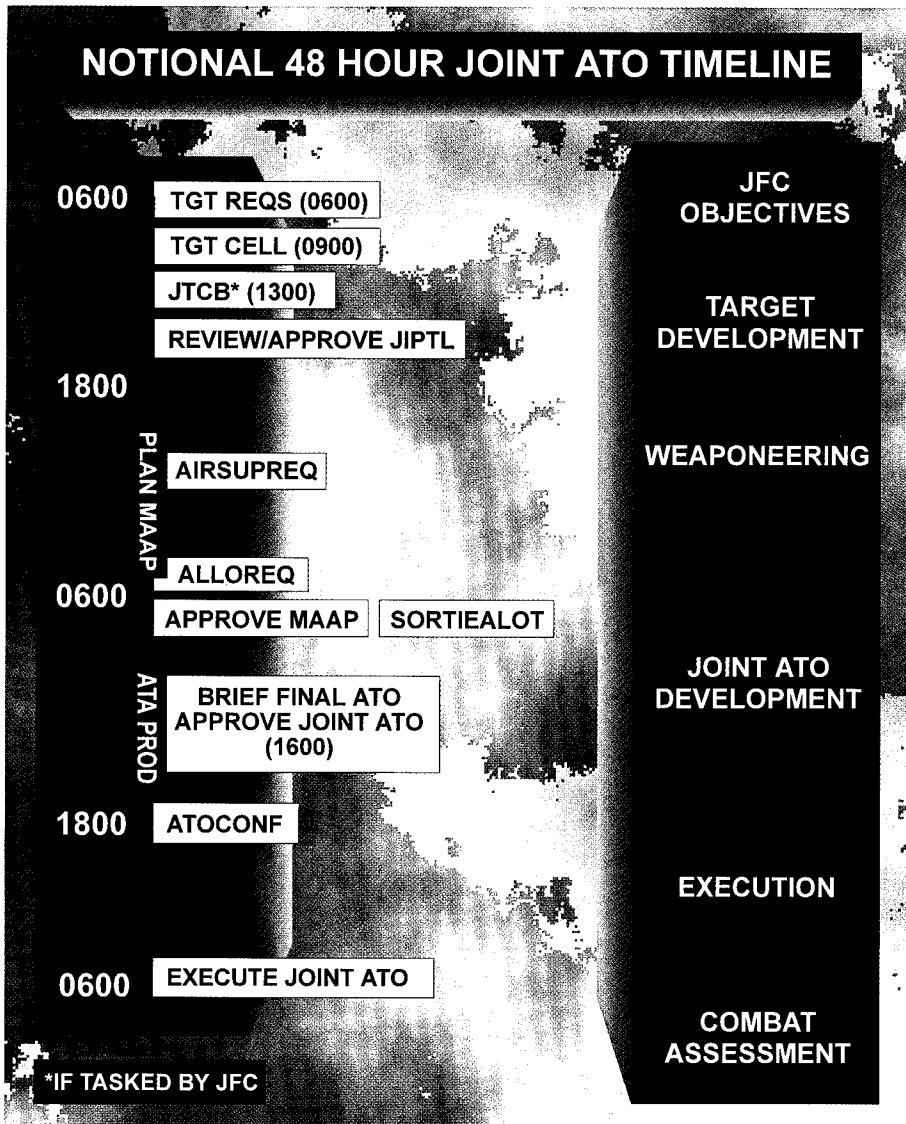 NOTIONAL 48 HOUR JOINT ATO TIMELINE
0600
TGT REQS (0600)
TGT CELL (0900)
JTCB* (1300)
REVIEW/APPROVE JIPTL
1800
PLAN MAAP
AIRSUPREQ
ALLOREQ
0600
APPROVE MAAP
SORTIEALOT
ATA PROD
BRIEF FINAL ATO
APPROVE JOINT ATO
(1600)
1800
ATOCONF
0600
EXECUTE JOINT ATO
*IF TASKED BY JFC
JFC
OBJECTIVES
TARGET
DEVELOPMENT
WEAPONEERING
JOINT ATO
DEVELOPMENT
EXECUTION
COMBAT
ASSESSMENT